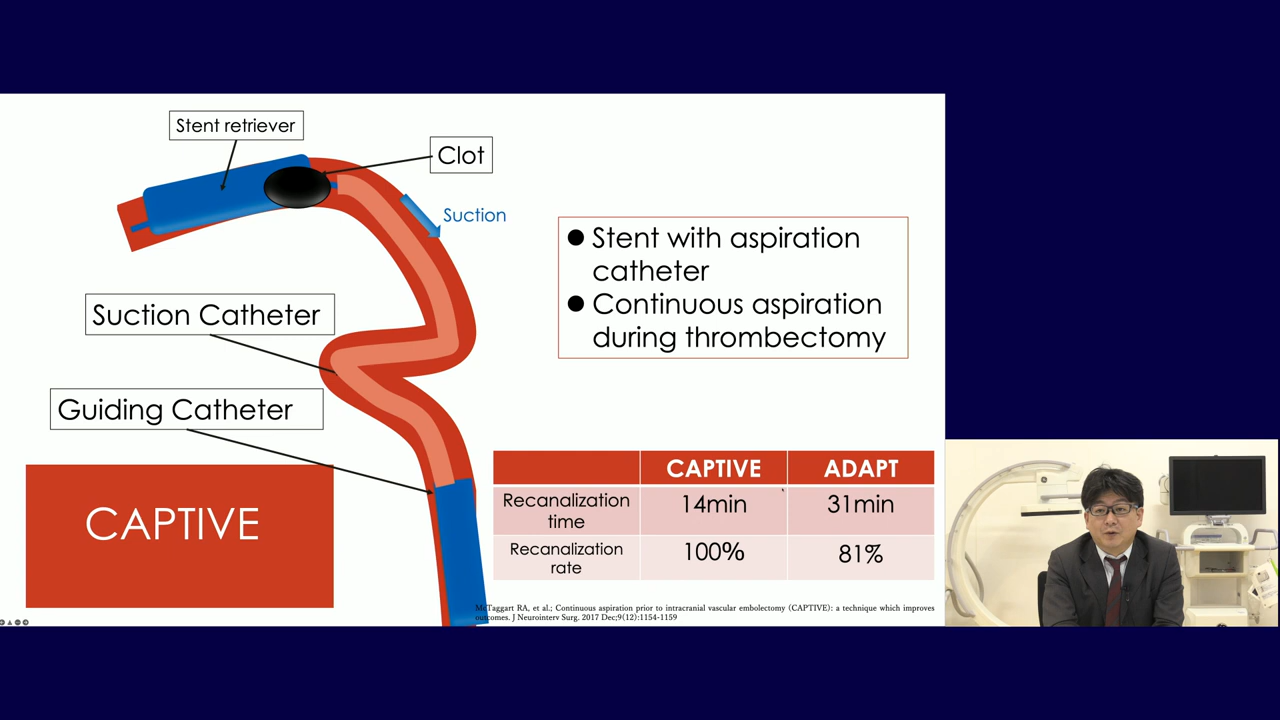 Stent retriever
Clot
Suction
Suction Catheter
Guiding Catheter
CAPTIVE
● Stent with aspiration
catheter
● Continuous aspiration
during thrombectomy
CAPTIVE ADAPT
Recanalization
time
14min 31min
Recanalization
rate
100% 81%
McTaggart RA, et al.; Continuous aspiration prior to intracranial vascular embolectomy (CAPTIVE): a technique which improves
outcomes. J Neurointerv Surg. 2017 Dec;9(12):1154-1159